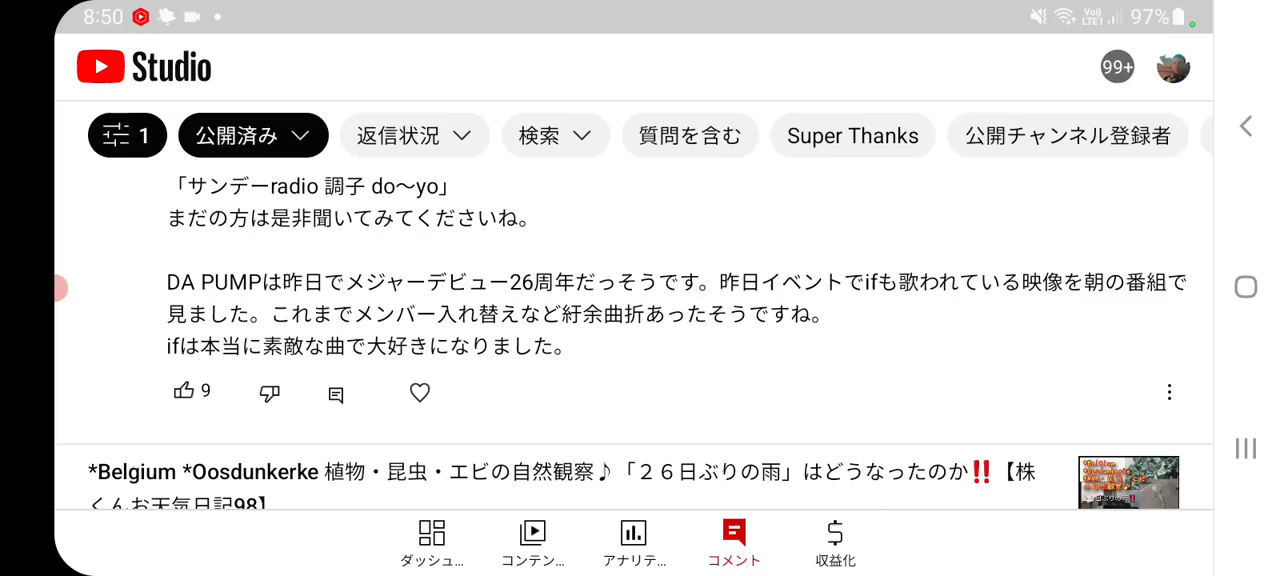 8:50
Vo) LTE1 97%
Studio
99+
1 公開済み 返信状況 検索 質問を含む Super Thanks 公開チャンネル登録者
「サンデーradio 調子 do〜yo」
まだの方は是非聞いてみてくださいね。
DA PUMPは昨日でメジャーデビュー26周年だっそうです。昨日イベントでifも歌われている映像を朝の番組で
見ました。これまでメンバー入れ替えなど紆余曲折あったそうですね。
ifは本当に素敵な曲で大好きになりました。
9
*Belgium *Oosdunkerke 植物・昆虫・エビの自然観察♪「２６日ぶりの雨」はどうなったのか‼️【株
くんお天気日記98】
ダッシュ... コンテン... アナリテ... コメント 収益化